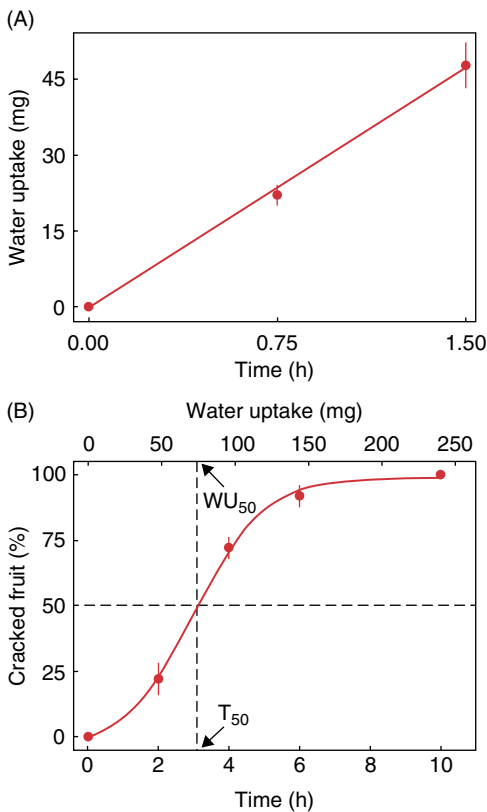 (A)
Water uptake (mg)
45
30
15
0
0.00 0.75 1.50
Time (h)
(B)
Water uptake (mg)
0 50 100 150 200 250
Cracked fruit (%)
100
75
50
25
0
WU50
T50
0 2 4 6 8 10
Time (h)